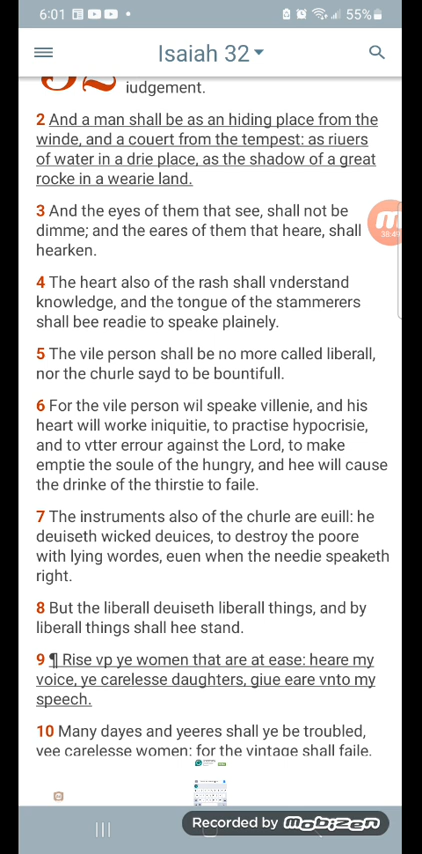 6:01
55%
Isaiah 32
iudgement.
2 And a man shall be as an hiding place from the
winde, and a couert from the tempest: as riuers
of water in a drie place, as the shadow of a great
rocke in a wearie land.
38:49
3 And the eyes of them that see, shall not be
dimme; and the eares of them that heare, shall
hearken.
4 The heart also of the rash shall vnderstand
knowledge, and the tongue of the stammerers
shall bee readie to speake plainely.
5 The vile person shall be no more called liberall,
nor the churle sayd to be bountifull.
6 For the vile person wil speake villenie, and his
heart will worke iniquitie, to practise hypocrisie,
and to vtter errour against the Lord, to make
emptie the soule of the hungry, and hee will cause
the drinke of the thirstie to faile.
7 The instruments also of the churle are euill: he
deuiseth wicked deuices, to destroy the poore
with lying wordes, euen when the needie speaketh
right.
8 But the liberall deuiseth liberall things, and by
liberall things shall hee stand.
9 ¶ Rise vp ye women that are at ease: heare my
voice, ye carelesse daughters, giue eare vnto my
speech.
10 Many dayes and yeeres shall ye be troubled,
yee carelesse women: for the vintage shall faile,
Recorded by mobizen